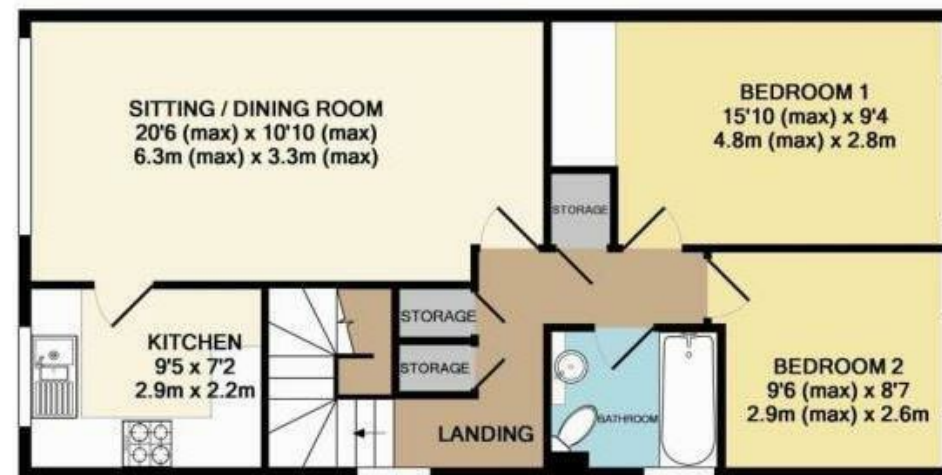 SITTING / DINING ROOM
20'6 (max) x 10'10 (max)
6.3m (max) x 3.3m (max)
BEDROOM 1
15'10 (max) x 9'4
4.8m (max) x 2.8m
STORAGE
KITCHEN
9'5 x 7'2
2.9m x 2.2m
STORAGE
STORAGE
LANDING
BATHROOM
BEDROOM 2
9'6 (max) x 8'7
2.9m (max) x 2.6m